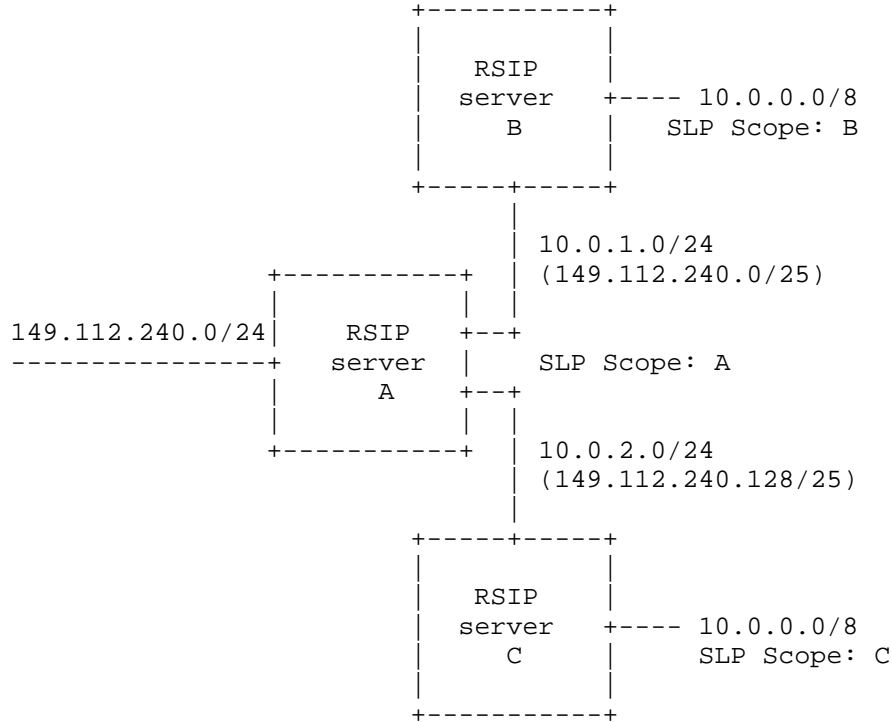 RSIP
server
B
10.0.0.0/8
SLP Scope: B
10.0.1.0/24
(149.112.240.0/25)
149.112.240.0/24
RSIP
server
A
SLP Scope: A
10.0.2.0/24
(149.112.240.128/25)
RSIP
server
C
10.0.0.0/8
SLP Scope: C